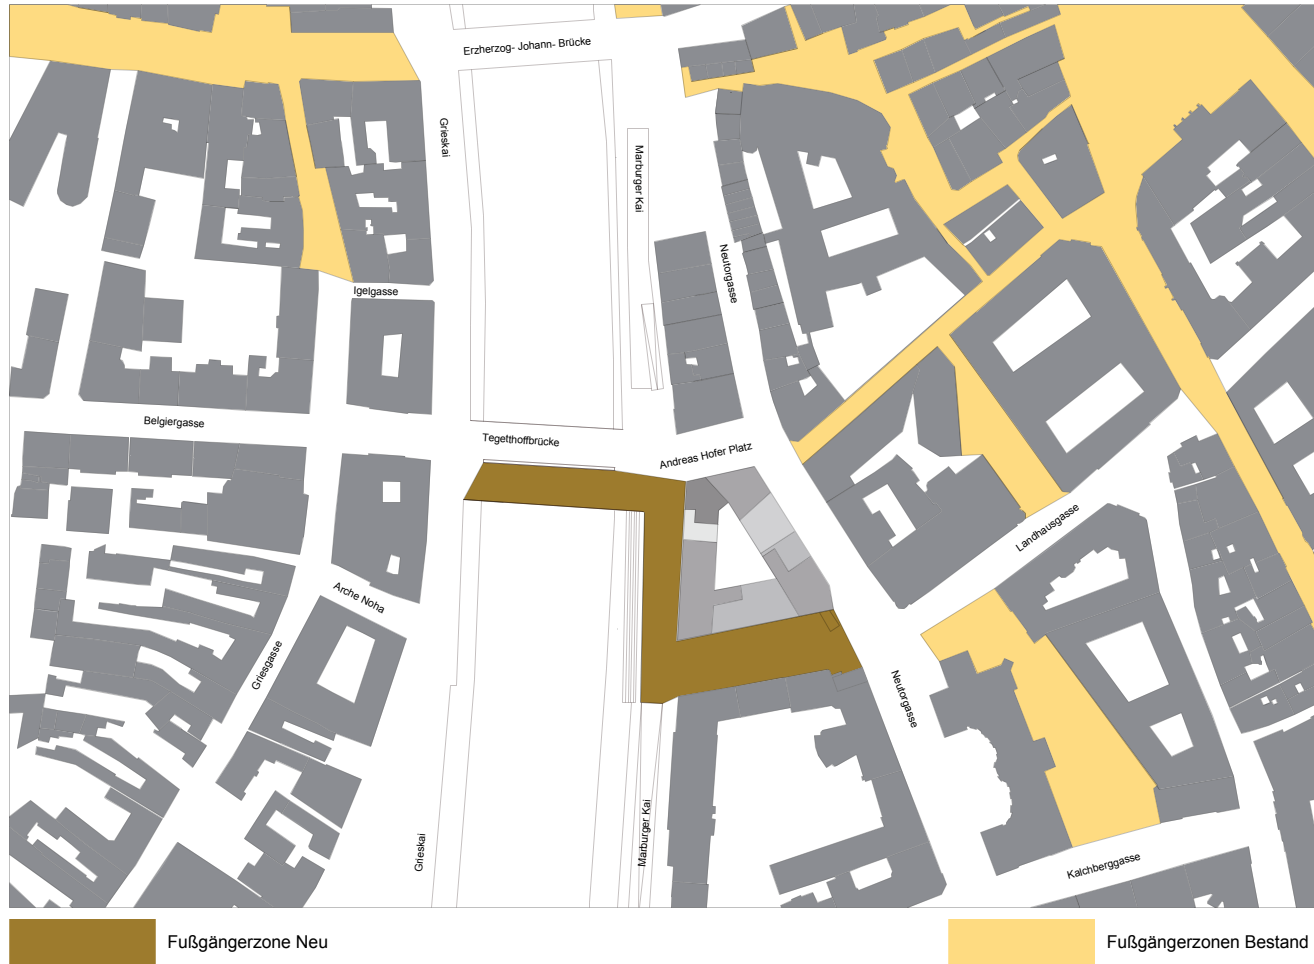 Erzherzog- Johann- Brücke
Grieskai
Marburger Kai
Neutorgasse
Igelgasse
Belgiergasse
Tegetthoffbrücke
Andreas Hofer Platz
Landhausgasse
Arche Noha
Griesgasse
Neutorgasse
Grieskai
Marburger Kai
Kalchberggasse
Fußgängerzone Neu
Fußgängerzonen Bestand